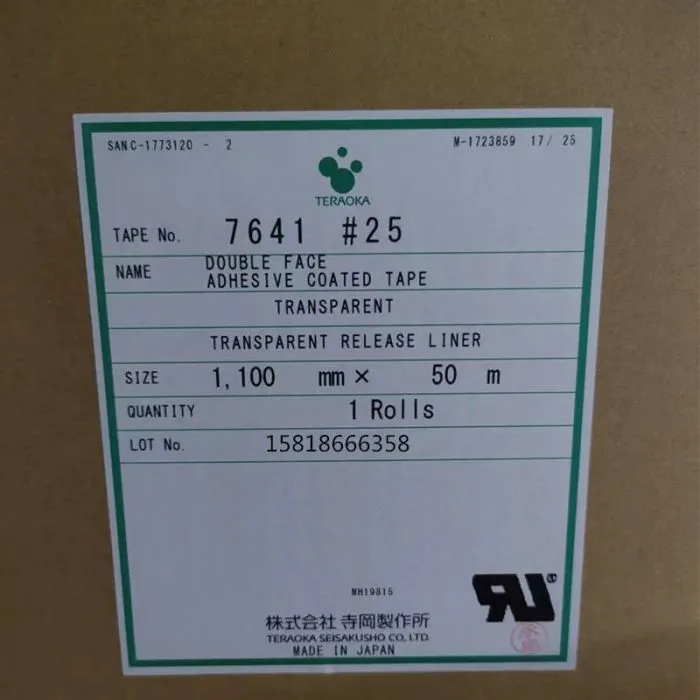 SANC-1773120 - 2
M-1723859 17/ 25
TERAOKA
TAPE No. 7641 #25
NAME DOUBLE FACE
ADHESIVE COATED TAPE
TRANSPARENT
TRANSPARENT RELEASE LINER
SIZE 1,100 mm× 50 m
QUANTITY 1 Rolls
LOT No. 15818666358
MH19815
株式会社 寺岡製作所
TERAOKA SEISAKUSHO CO., LTD.
MADE IN JAPAN